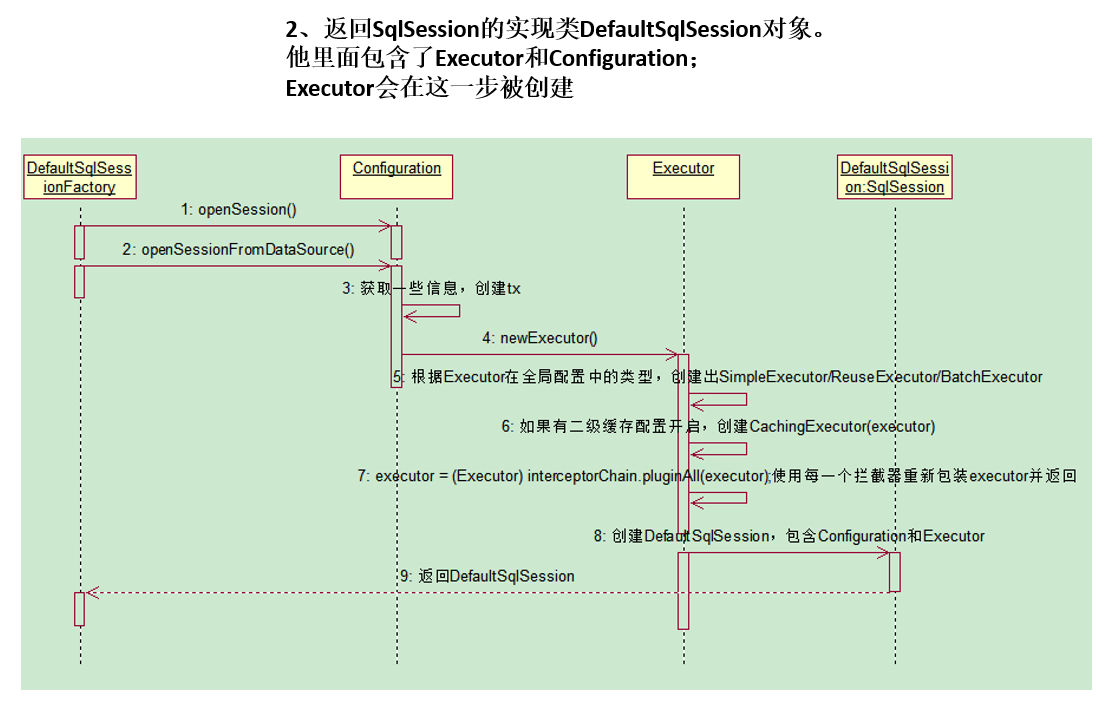 2、返回SqlSession的实现类DefaultSqlSession对象。
他里面包含了Executor和Configuration；
Executor会在这一步被创建
DefaultSqlSess
ionFactory
Configuration
Executor
DefaultSqlSessi
on:SqlSession
1: openSession()
2: openSessionFromDataSource()
3: 获取一些信息，创建tx
4: newExecutor()
5: 根据Executor在全局配置中的类型，创建出SimpleExecutor/ReuseExecutor/BatchExecutor
6: 如果有二级缓存配置开启，创建CachingExecutor(executor)
7: executor = (Executor) interceptorChain.pluginAll(executor);使用每一个拦截器重新包装executor并返回
8: 创建DefaultSqlSession，包含Configuration和Executor
9: 返回DefaultSqlSession